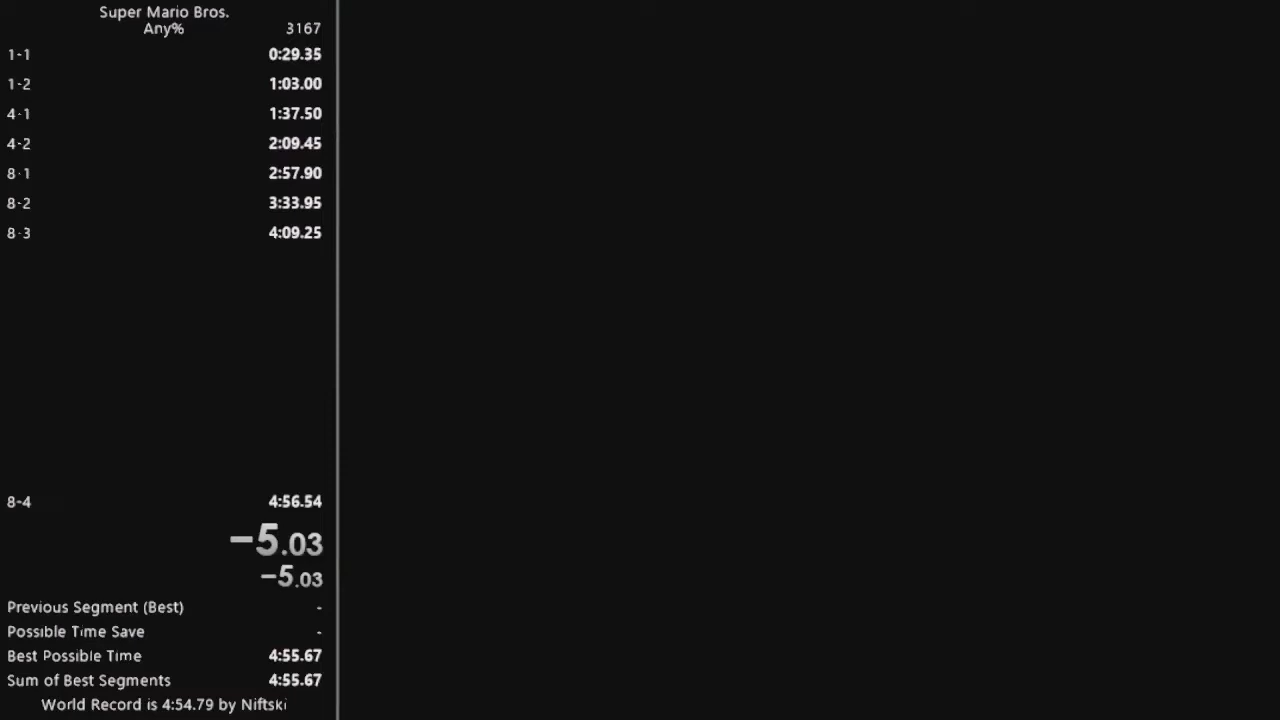 Super Mario Bros.
Any% 3167
1-1 0:29.35
1-2 1:03.00
4-1 1:37.50
4-2 2:09.45
8-1 2:57.90
8-2 3:33.95
8-3 4:09.25
8-4 4:56.54
−5.03
−5.03
Previous Segment (Best) -
Possible Time Save -
Best Possible Time 4:55.67
Sum of Best Segments 4:55.67
World Record is 4:54.79 by Niftski